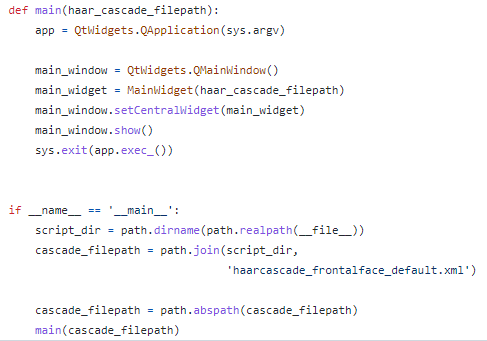 def main(haar_cascade_filepath):
    app = QtWidgets.QApplication(sys.argv)

    main_window = QtWidgets.QMainWindow()
    main_widget = MainWidget(haar_cascade_filepath)
    main_window.setCentralWidget(main_widget)
    main_window.show()
    sys.exit(app.exec_())


if __name__ == '__main__':
    script_dir = path.dirname(path.realpath(__file__))
    cascade_filepath = path.join(script_dir,
                                 'haarcascade_frontalface_default.xml')

    cascade_filepath = path.abspath(cascade_filepath)
    main(cascade_filepath)